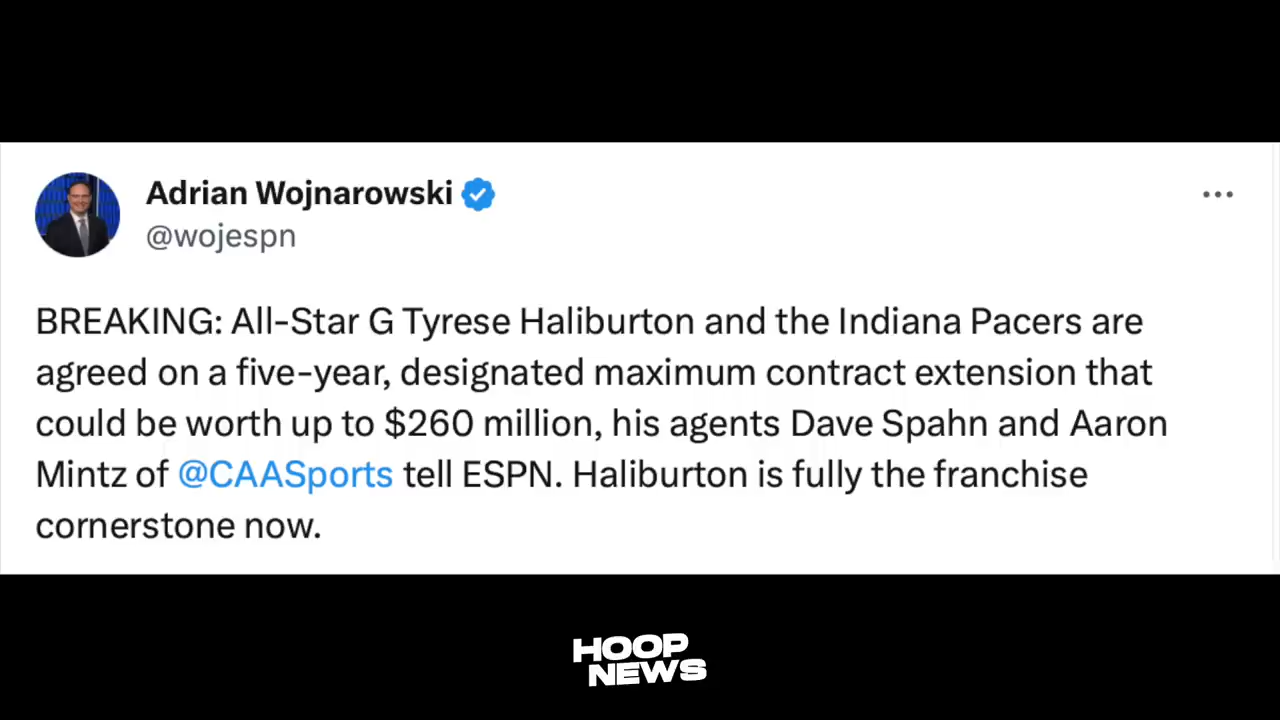 Adrian Wojnarowski
@wojespn
BREAKING: All-Star G Tyrese Haliburton and the Indiana Pacers are
agreed on a five-year, designated maximum contract extension that
could be worth up to $260 million, his agents Dave Spahn and Aaron
Mintz of @CAASports tell ESPN. Haliburton is fully the franchise
cornerstone now.
HOOP
NEWS